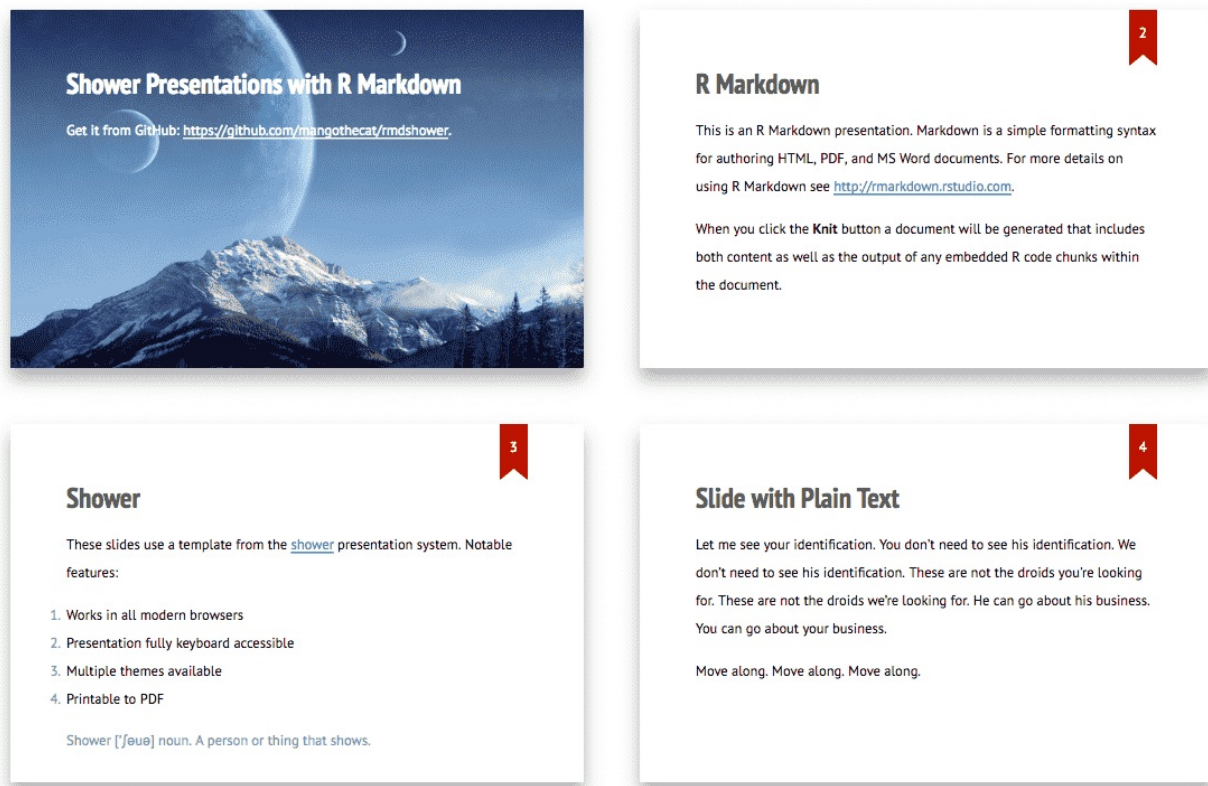 Shower Presentations with R Markdown
Get it from GitHub: https://github.com/mangothecat/rmdshower.
2
R Markdown
This is an R Markdown presentation. Markdown is a simple formatting syntax
for authoring HTML, PDF, and MS Word documents. For more details on
using R Markdown see http://rmarkdown.rstudio.com.
When you click the Knit button a document will be generated that includes
both content as well as the output of any embedded R code chunks within
the document.
3
Shower
These slides use a template from the shower presentation system. Notable
features:
1. Works in all modern browsers
2. Presentation fully keyboard accessible
3. Multiple themes available
4. Printable to PDF
Shower ['ʃəuə] noun. A person or thing that shows.
4
Slide with Plain Text
Let me see your identification. You don't need to see his identification. We
don't need to see his identification. These are not the droids you're looking
for. These are not the droids we're looking for. He can go about his business.
You can go about your business.
Move along. Move along. Move along.